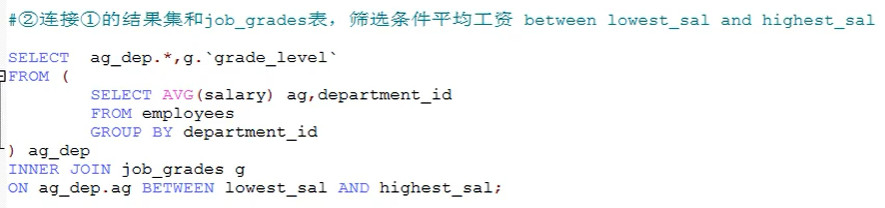 #②连接①的结果集和job_grades表，筛选条件平均工资 between lowest_sal and highest_sal
SELECT  ag_dep.*,g.`grade_level`
FROM (
SELECT AVG(salary) ag,department_id
FROM employees
GROUP BY department_id
) ag_dep
INNER JOIN job_grades g
ON ag_dep.ag BETWEEN lowest_sal AND highest_sal;